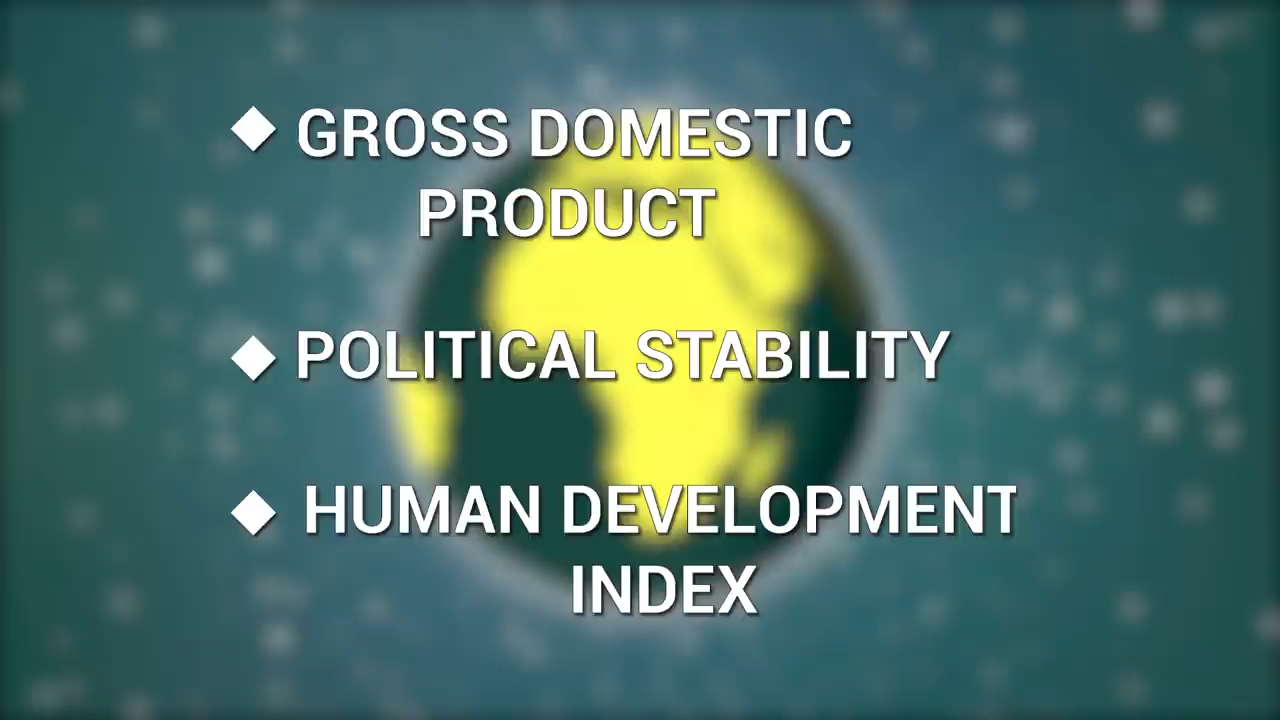 ◆ GROSS DOMESTIC
PRODUCT
◆ POLITICAL STABILITY
◆ HUMAN DEVELOPMENT
INDEX